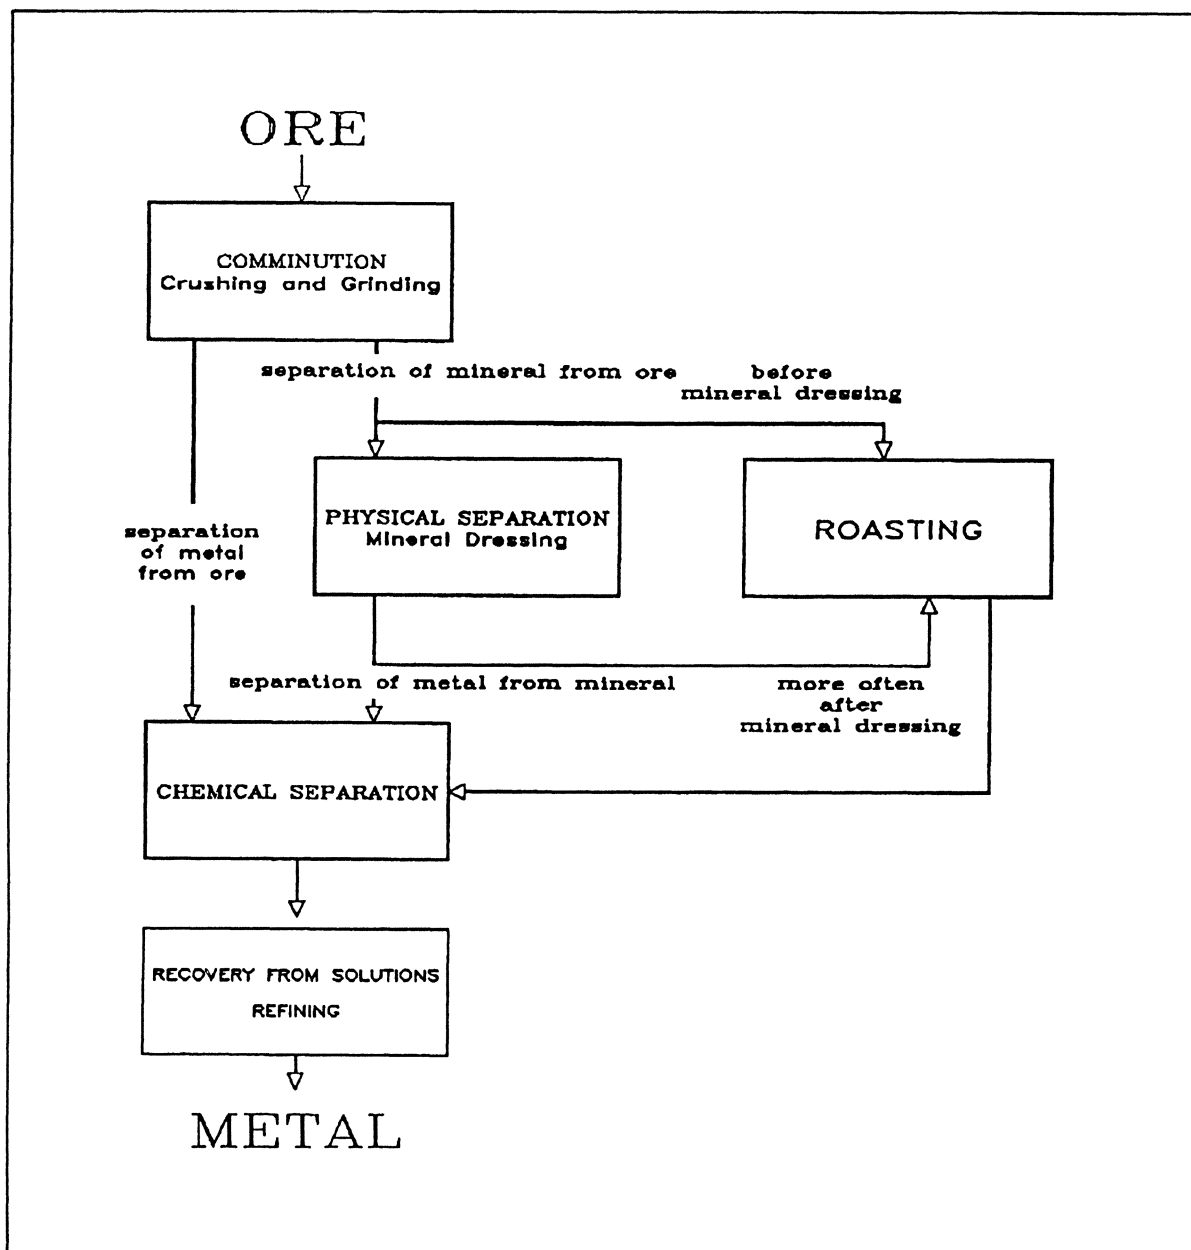 ORE
COMMINUTION
Crushing and Grinding
separation of mineral from ore
before
mineral dressing
PHYSICAL SEPARATION
Mineral Dressing
ROASTING
separation
of metal
from ore
separation of metal from mineral
more often
after
mineral dressing
CHEMICAL SEPARATION
RECOVERY FROM SOLUTIONS
REFINING
METAL